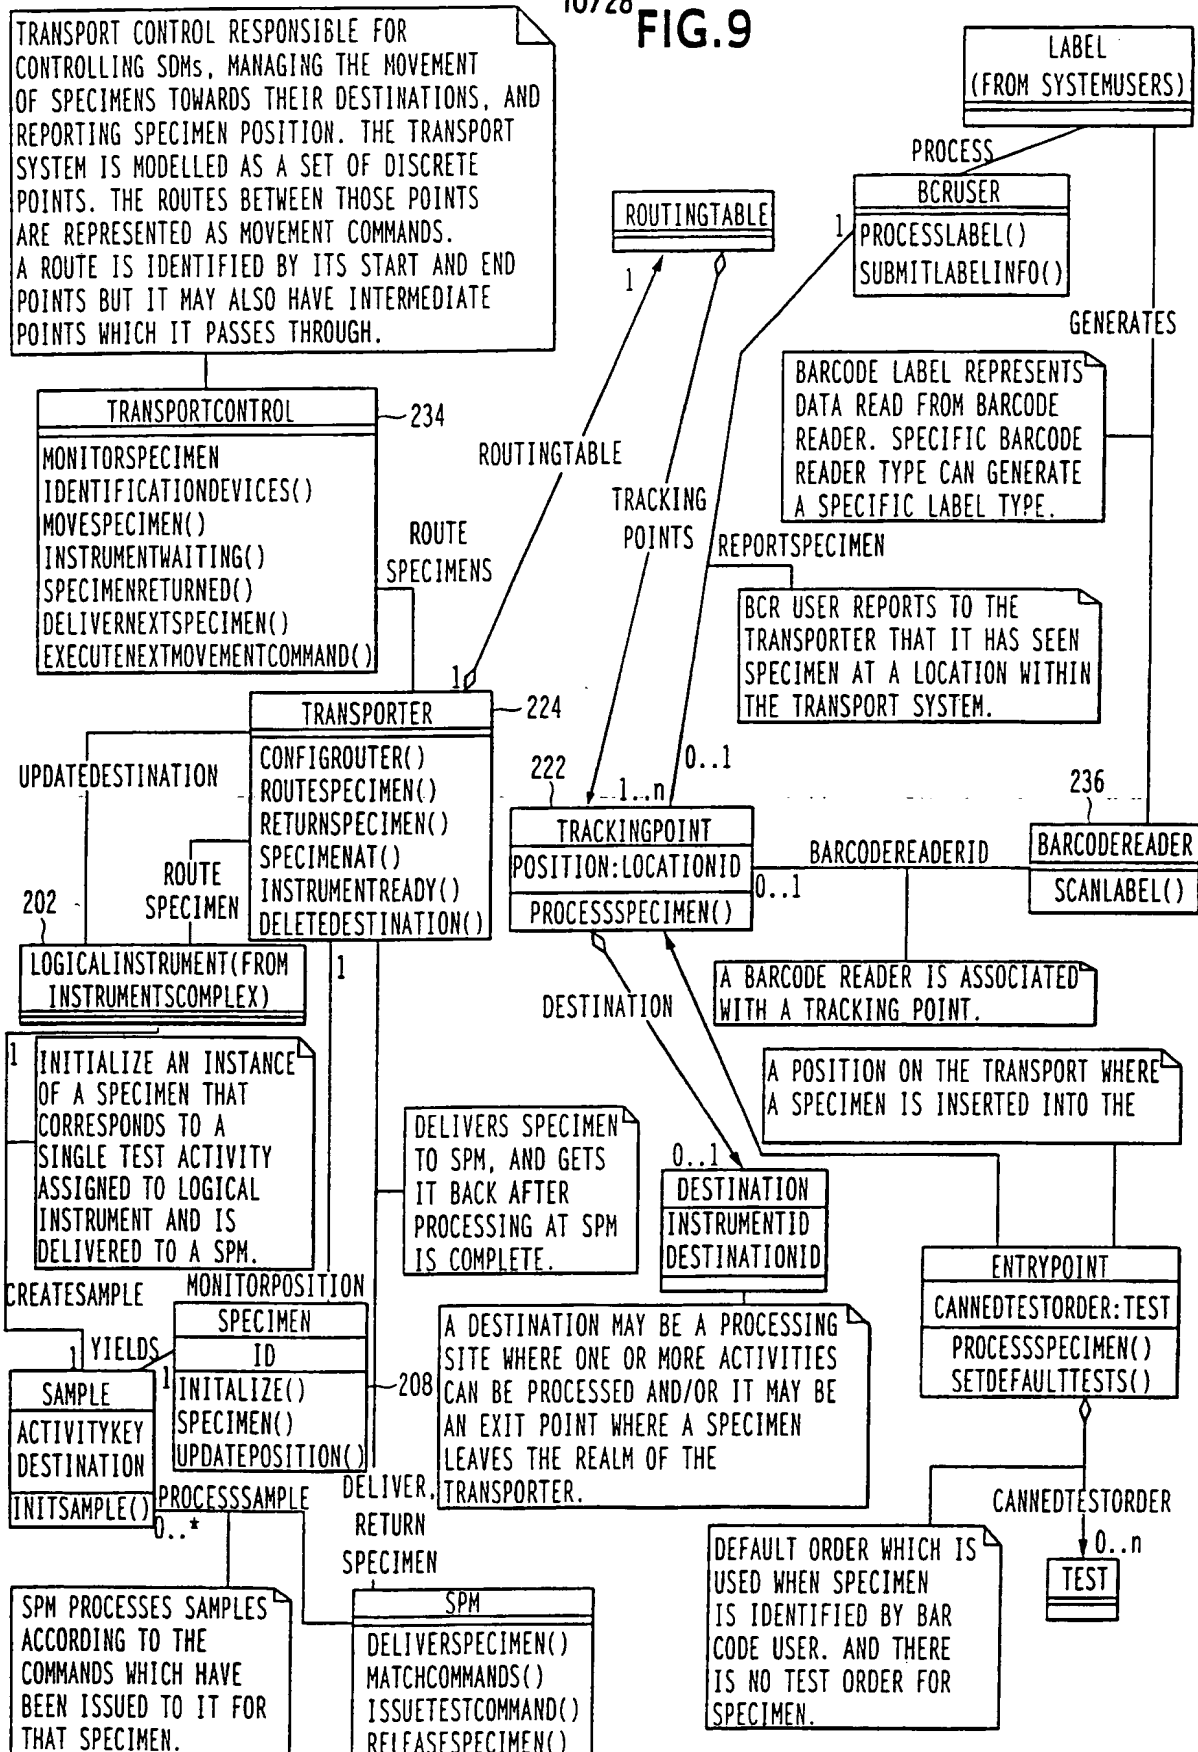 10/28
FIG.9
TRANSPORT CONTROL RESPONSIBLE FOR
CONTROLLING SDMs, MANAGING THE MOVEMENT
OF SPECIMENS TOWARDS THEIR DESTINATIONS, AND
REPORTING SPECIMEN POSITION. THE TRANSPORT
SYSTEM IS MODELLED AS A SET OF DISCRETE
POINTS. THE ROUTES BETWEEN THOSE POINTS
ARE REPRESENTED AS MOVEMENT COMMANDS.
A ROUTE IS IDENTIFIED BY ITS START AND END
POINTS BUT IT MAY ALSO HAVE INTERMEDIATE
POINTS WHICH IT PASSES THROUGH.
LABEL
(FROM SYSTEMUSERS)
PROCESS
BCRUSER
PROCESSLABEL()
SUBMITLABELINFO()
1
ROUTINGTABLE
1
GENERATES
BARCODE LABEL REPRESENTS
DATA READ FROM BARCODE
READER. SPECIFIC BARCODE
READER TYPE CAN GENERATE
A SPECIFIC LABEL TYPE.
TRANSPORTCONTROL
234
MONITORSPECIMEN
IDENTIFICATIONDEVICES()
MOVESPECIMEN()
INSTRUMENTWAITING()
SPECIMENRETURNED()
DELIVERNEXTSPECIMEN()
EXECUTENEXTMOVEMENTCOMMAND()
ROUTINGTABLE
TRACKING
POINTS
ROUTE
SPECIMENS
REPORTSPECIMEN
BCR USER REPORTS TO THE
TRANSPORTER THAT IT HAS SEEN
SPECIMEN AT A LOCATION WITHIN
THE TRANSPORT SYSTEM.
1
TRANSPORTER
224
CONFIGROUTER()
ROUTESPECIMEN()
RETURNSPECIMEN()
SPECIMENAT()
INSTRUMENTREADY()
DELETEDESTINATION()
UPDATEDESTINATION
ROUTE
SPECIMEN
222
1..n
0..1
TRACKINGPOINT
POSITION:LOCATIONID
PROCESSSPECIMEN()
BARCODEREADERID
0..1
236
BARCODEREADER
SCANLABEL()
202
LOGICALINSTRUMENT(FROM
INSTRUMENTSCOMPLEX)
1
DESTINATION
A BARCODE READER IS ASSOCIATED
WITH A TRACKING POINT.
1
INITIALIZE AN INSTANCE
OF A SPECIMEN THAT
CORRESPONDS TO A
SINGLE TEST ACTIVITY
ASSIGNED TO LOGICAL
INSTRUMENT AND IS
DELIVERED TO A SPM.
A POSITION ON THE TRANSPORT WHERE
A SPECIMEN IS INSERTED INTO THE
DELIVERS SPECIMEN
TO SPM, AND GETS
IT BACK AFTER
PROCESSING AT SPM
IS COMPLETE.
0..1
DESTINATION
INSTRUMENTID
DESTINATIONID
ENTRYPOINT
CANNEDTESTORDER:TEST
PROCESSSPECIMEN()
SETDEFAULTTESTS()
CREATESAMPLE
MONITORPOSITION
SPECIMEN
ID
INITALIZE()
SPECIMEN()
UPDATEPOSITION()
208
YIELDS
1
1
SAMPLE
ACTIVITYKEY
DESTINATION
INITSAMPLE()
A DESTINATION MAY BE A PROCESSING
SITE WHERE ONE OR MORE ACTIVITIES
CAN BE PROCESSED AND/OR IT MAY BE
AN EXIT POINT WHERE A SPECIMEN
LEAVES THE REALM OF THE
TRANSPORTER.
PROCESSSAMPLE
0..*
DELIVER,
RETURN
SPECIMEN
CANNEDTESTORDER
0..n
TEST
DEFAULT ORDER WHICH IS
USED WHEN SPECIMEN
IS IDENTIFIED BY BAR
CODE USER. AND THERE
IS NO TEST ORDER FOR
SPECIMEN.
SPM PROCESSES SAMPLES
ACCORDING TO THE
COMMANDS WHICH HAVE
BEEN ISSUED TO IT FOR
THAT SPECIMEN.
SPM
DELIVERSPECIMEN()
MATCHCOMMANDS()
ISSUETESTCOMMAND()
RELEASESPECIMEN()